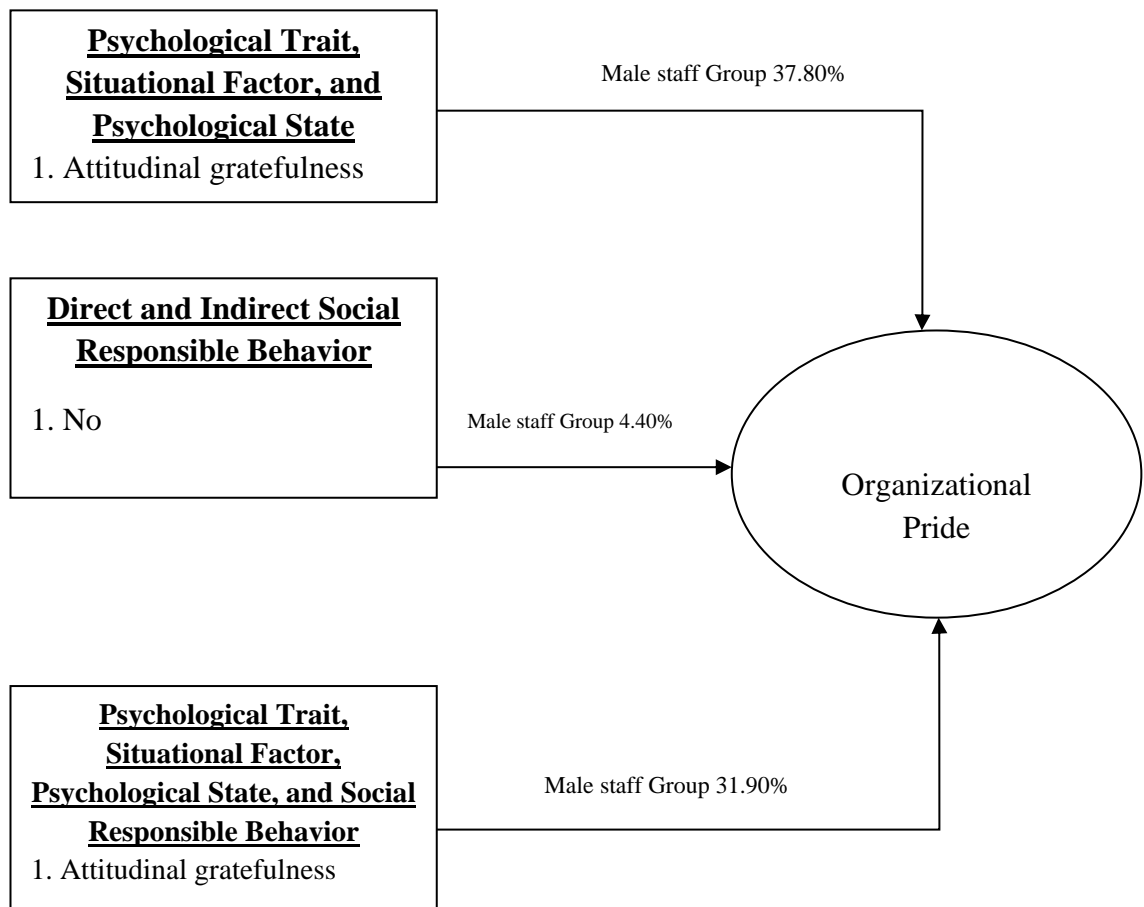 Psychological Trait,
Situational Factor, and
Psychological State
1. Attitudinal gratefulness
Male staff Group 37.80%
Direct and Indirect Social
Responsible Behavior
1. No
Male staff Group 4.40%
Organizational
Pride
Psychological Trait,
Situational Factor,
Psychological State, and Social
Responsible Behavior
1. Attitudinal gratefulness
Male staff Group 31.90%